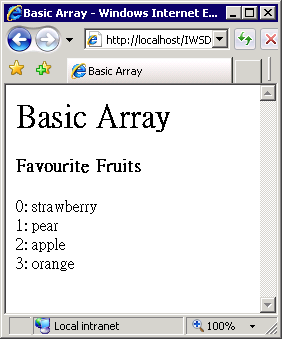 Basic Array - Windows Internet E...
http://localhost/IWSD
Basic Array
Basic Array
Favourite Fruits
0: strawberry
1: pear
2: apple
3: orange
Local intranet
100%